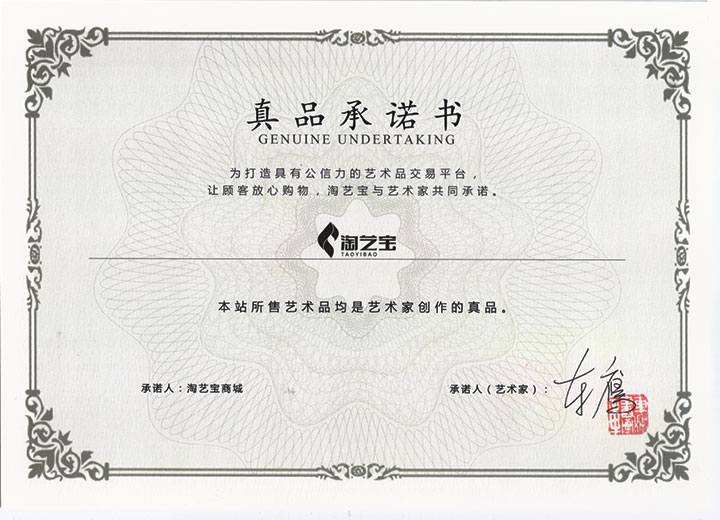 真品承诺书
GENUINE UNDERTAKING
为打造具有公信力的艺术品交易平台，
让顾客放心购物，淘艺宝与艺术家共同承诺。
淘艺宝
TAOYIBAO
本站所售艺术品均是艺术家创作的真品。
承诺人：淘艺宝商城
承诺人（艺术家）：